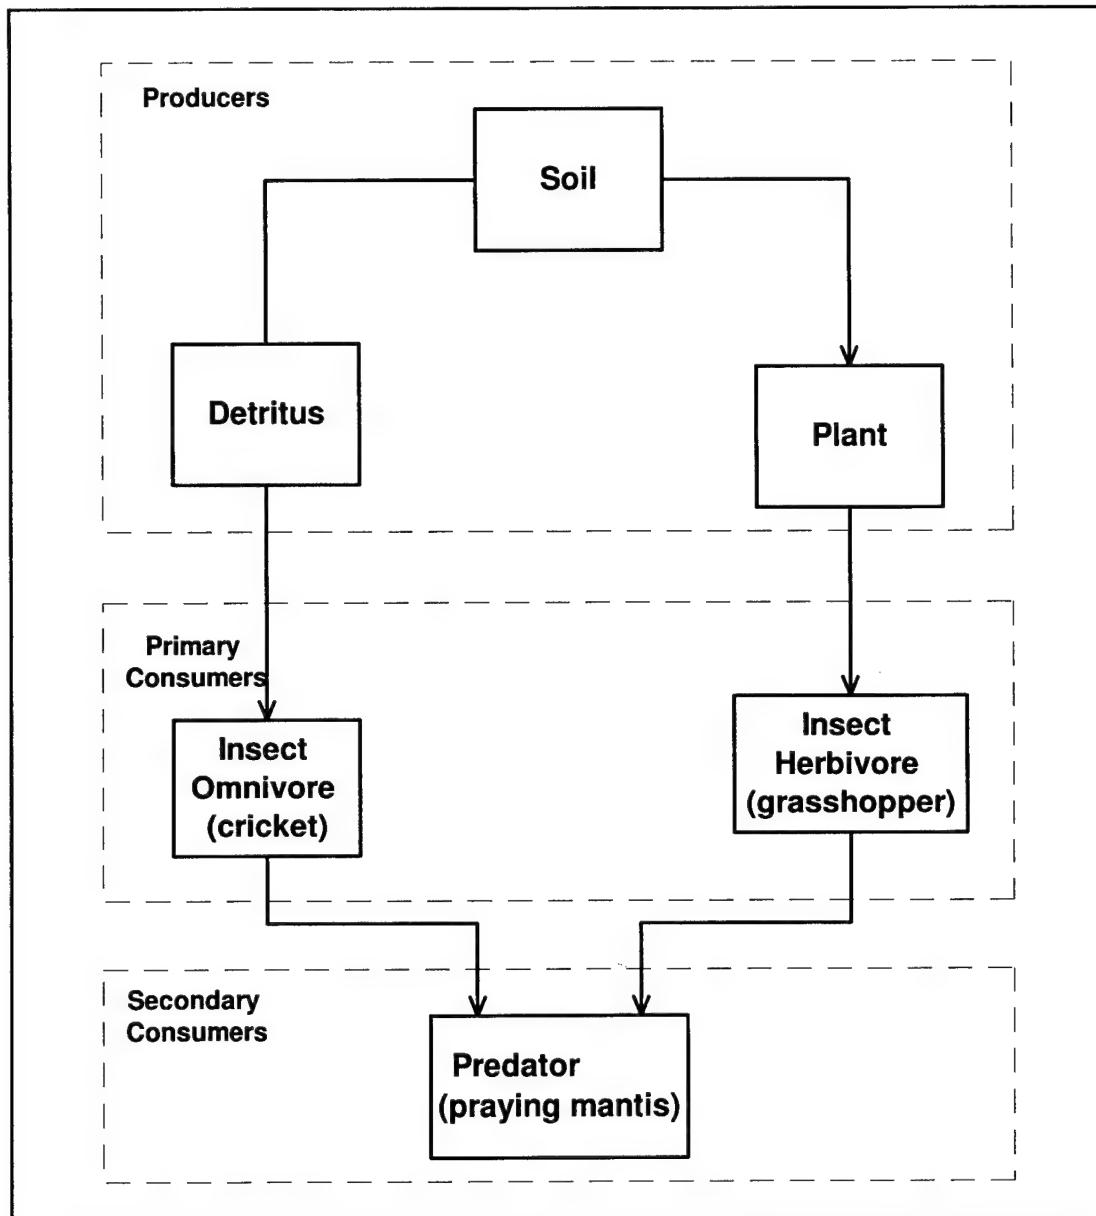 Producers
Soil
Detritus
Plant
Primary
Consumers
Insect
Omnivore
(cricket)
Insect
Herbivore
(grasshopper)
Secondary
Consumers
Predator
(praying mantis)